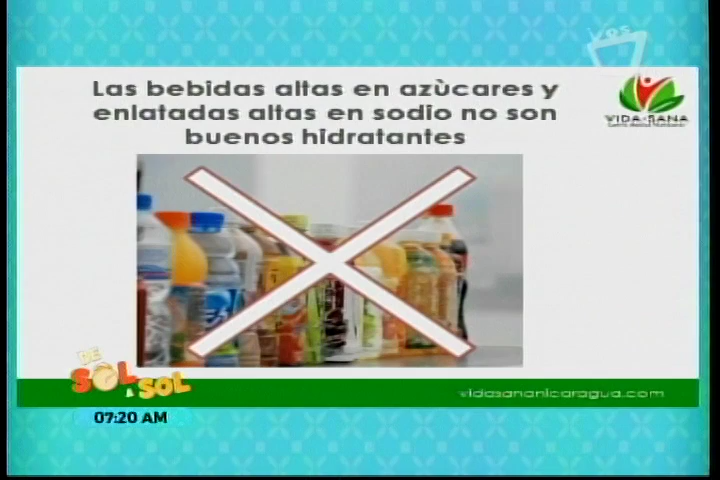 Las bebidas altas en azùcares y
enlatadas altas en sodio no son
buenos hidratantes
VIDA SANA
DE
SOL
A SOL
07:20 AM
vidasananicaragua.com